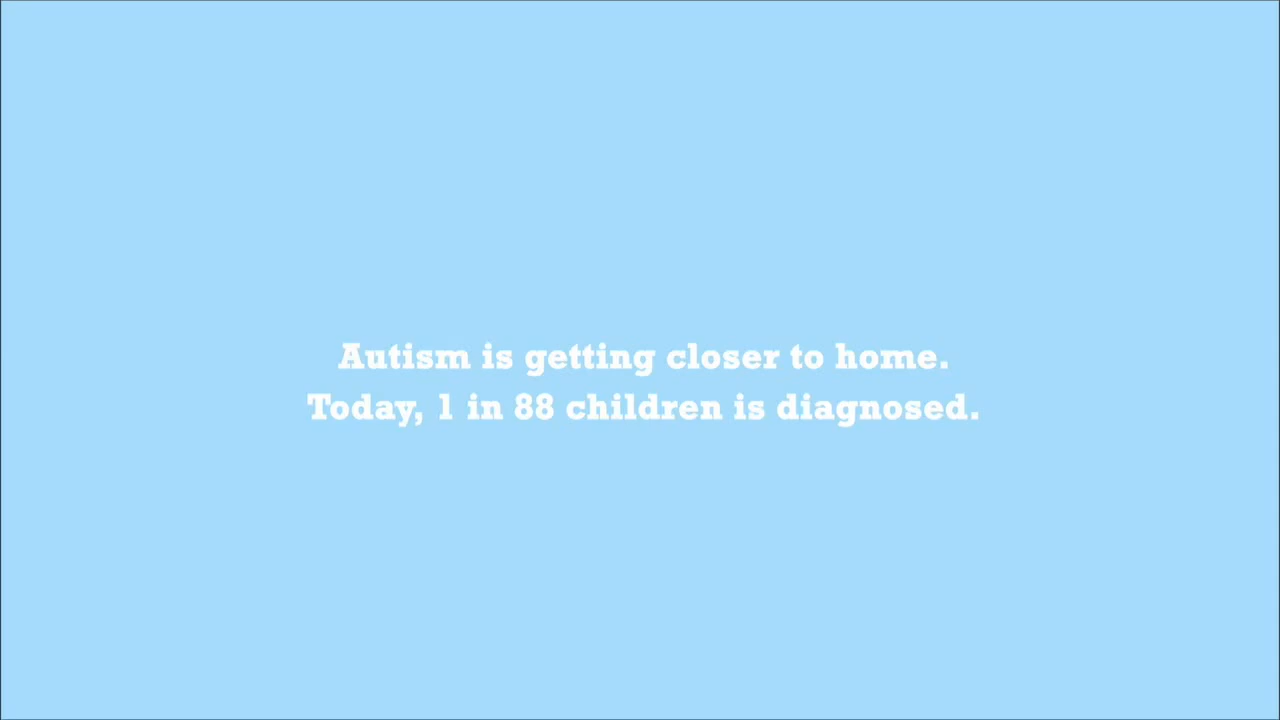 Autism is getting closer to home.
Today, 1 in 88 children is diagnosed.